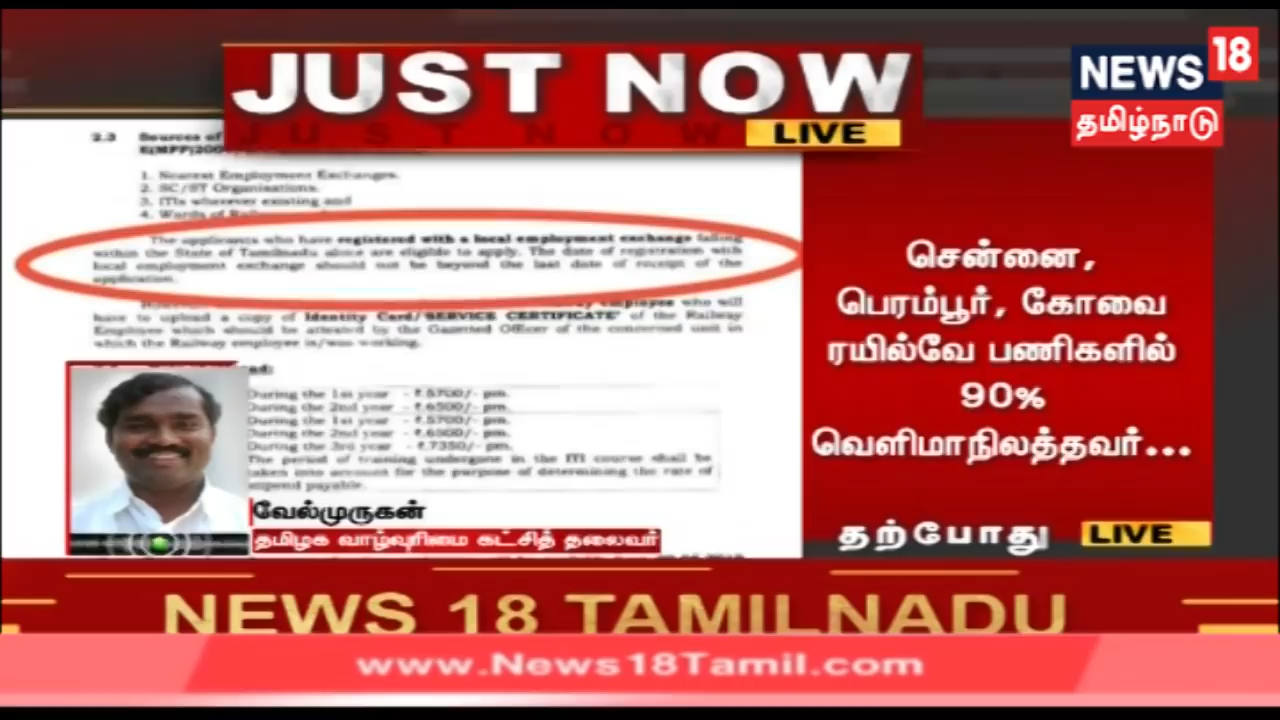 JUST NOW
LIVE
NEWS 18
தமிழ்நாடு
2.3 Sources of
1. Nearest Employment Exchanges.
2. SC/ST Organisations.
3. ITIs wherever existing and
4. Wards of
The applicants who have registered with a local employment exchange falling
within the State of Tamilnadu alone are eligible to apply. The date of registration with
local employment exchange should not be beyond the last date of receipt of the
application.
employee who will
have to upload a copy of Identity Card/'SERVICE CERTIFICATE' of the Railway
Employee which should be attested by the Gazetted Officer of the concerned unit in
which the Railway employee is/was working.
During the 1st year - ₹.5700/- pm.
During the 2nd year - ₹.6500/- pm.
During the 1st year - ₹.5700/- pm.
During the 2nd year - ₹.6500/- pm.
During the 3rd year - ₹.7350/- pm.
The period of training undergone in the ITI course shall be
taken into account for the purpose of determining the rate of
stipend payable.
சென்னை,
பெரம்பூர், கோவை
ரயில்வே பணிகளில்
90%
வெளிமாநிலத்தவர்...
தற்போது LIVE
வேல்முருகன்
தமிழக வாழ்வுரிமை கட்சித் தலைவர்
NEWS 18 TAMILNADU
www.News18Tamil.com